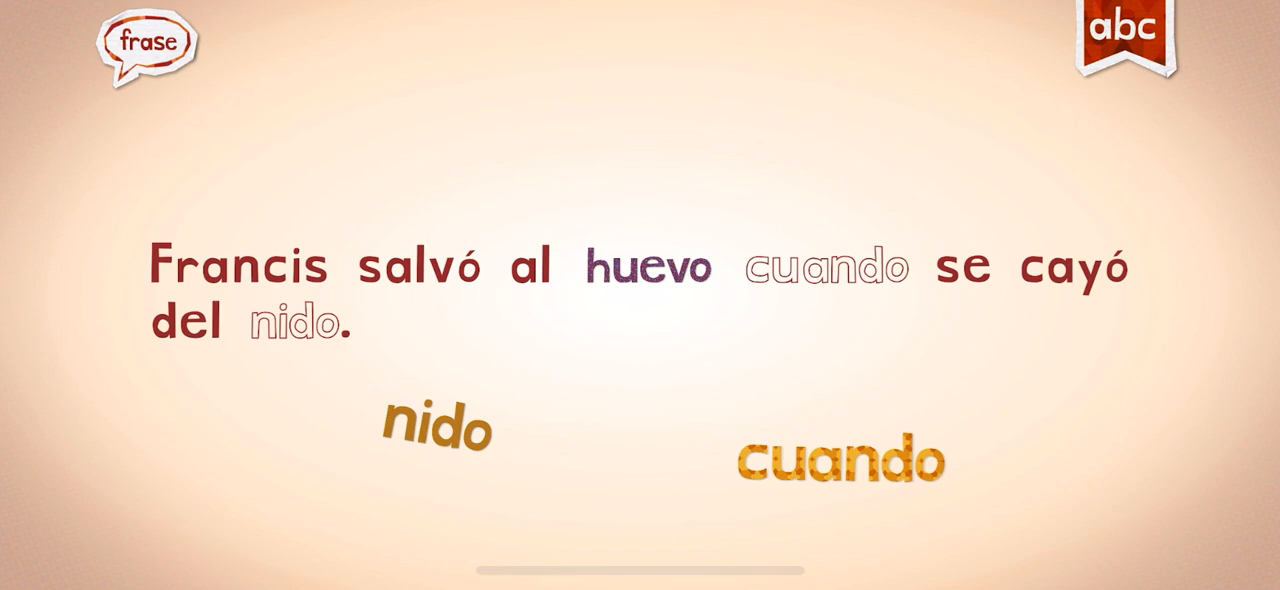 frase
abc
Francis salvó al huevo cuando se cayó
del nido.
nido
cuando